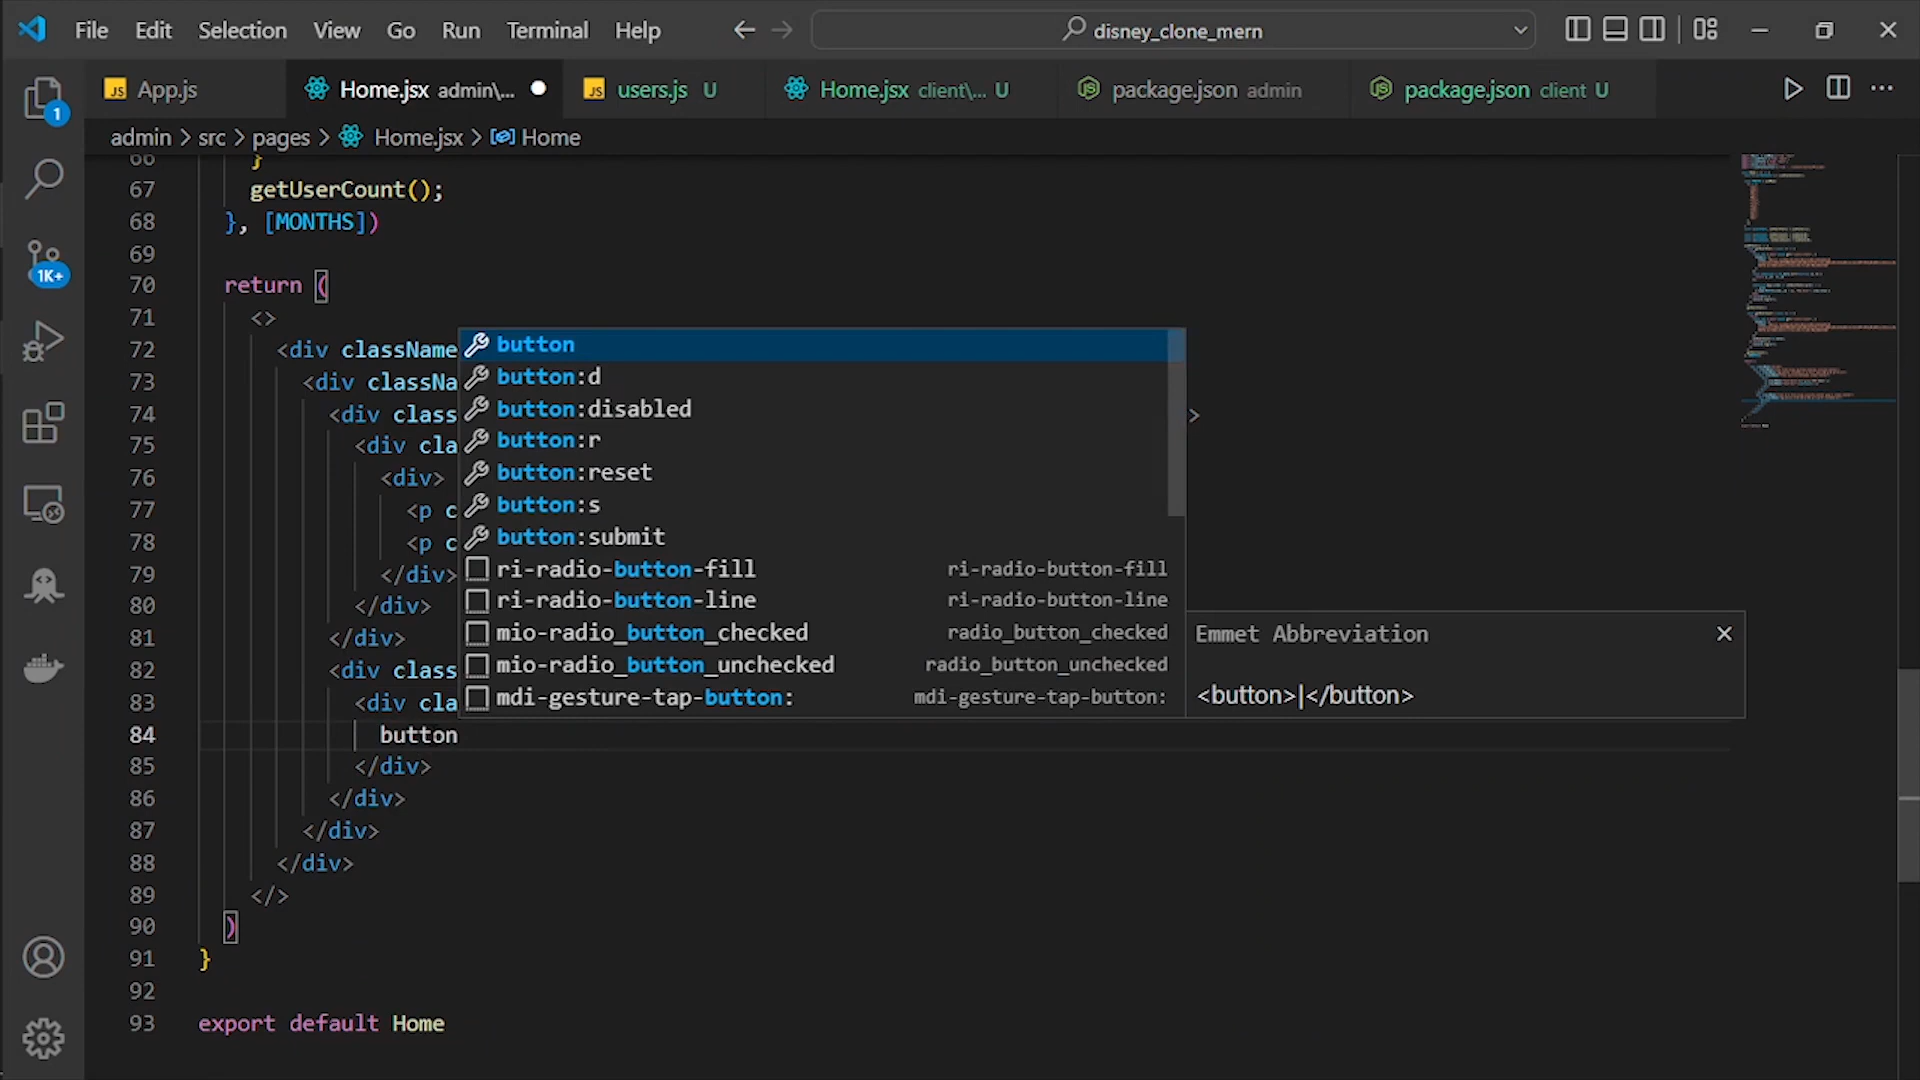 File Edit Selection View Go Run Terminal Help
disney_clone_mern
JS App.js
Home.jsx admin\...
JS users.js U
Home.jsx client\... U
package.json admin
package.json client U
admin > src > pages > Home.jsx > Home
1
1K+
66 }
67 getUserCount();
68 }, [MONTHS])
69
70 return (
71 <>
72 <div className
73 <div classNa
74 <div class >
75 <div cla
76 <div>
77 <p c
78 <p c
79 </div>
80 </div>
81 </div>
82 <div class
83 <div cla
84 button
85 </div>
86 </div>
87 </div>
88 </div>
89 </>
90 )
91 }
92
93 export default Home
button
button:d
button:disabled
button:r
button:reset
button:s
button:submit
ri-radio-button-fill ri-radio-button-fill
ri-radio-button-line ri-radio-button-line
mio-radio_button_checked radio_button_checked
mio-radio_button_unchecked radio_button_unchecked
mdi-gesture-tap-button: mdi-gesture-tap-button:
Emmet Abbreviation
<button>|</button>